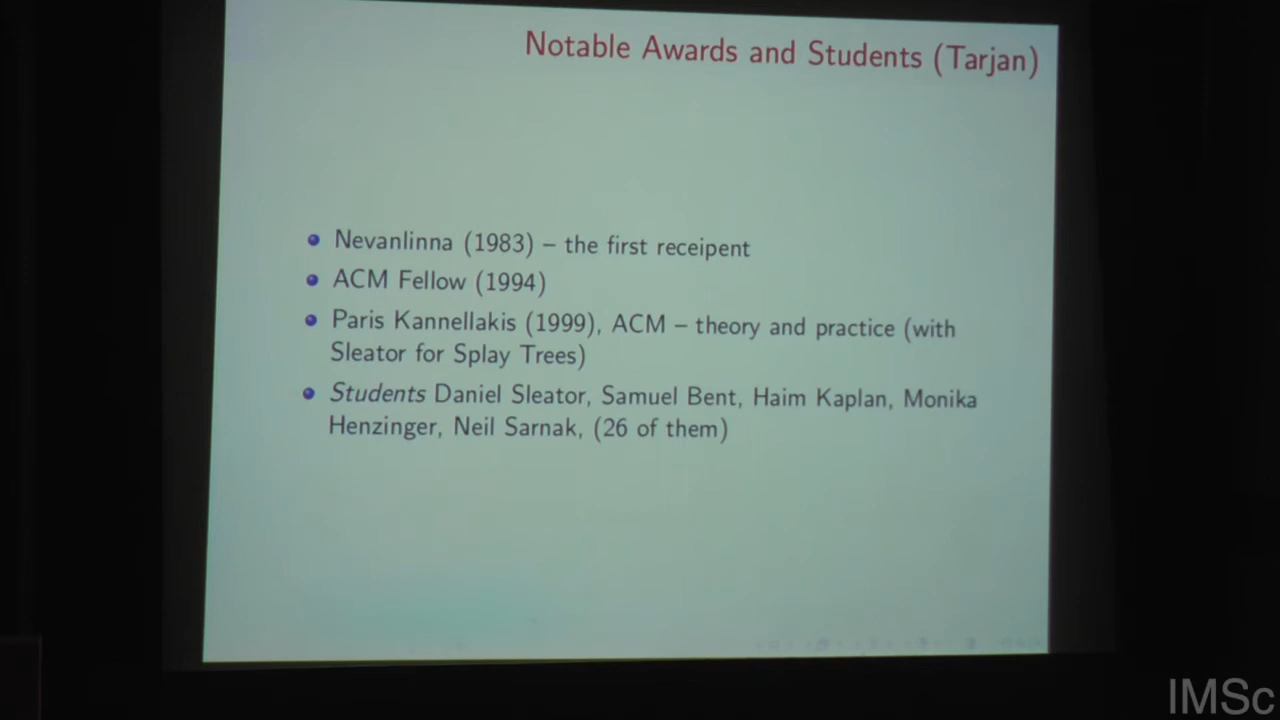 Notable Awards and Students (Tarjan)
Nevanlinna (1983) – the first receipent
ACM Fellow (1994)
Paris Kannellakis (1999), ACM – theory and practice (with
Sleator for Splay Trees)
Students Daniel Sleator, Samuel Bent, Haim Kaplan, Monika
Henzinger, Neil Sarnak, (26 of them)
IMSc